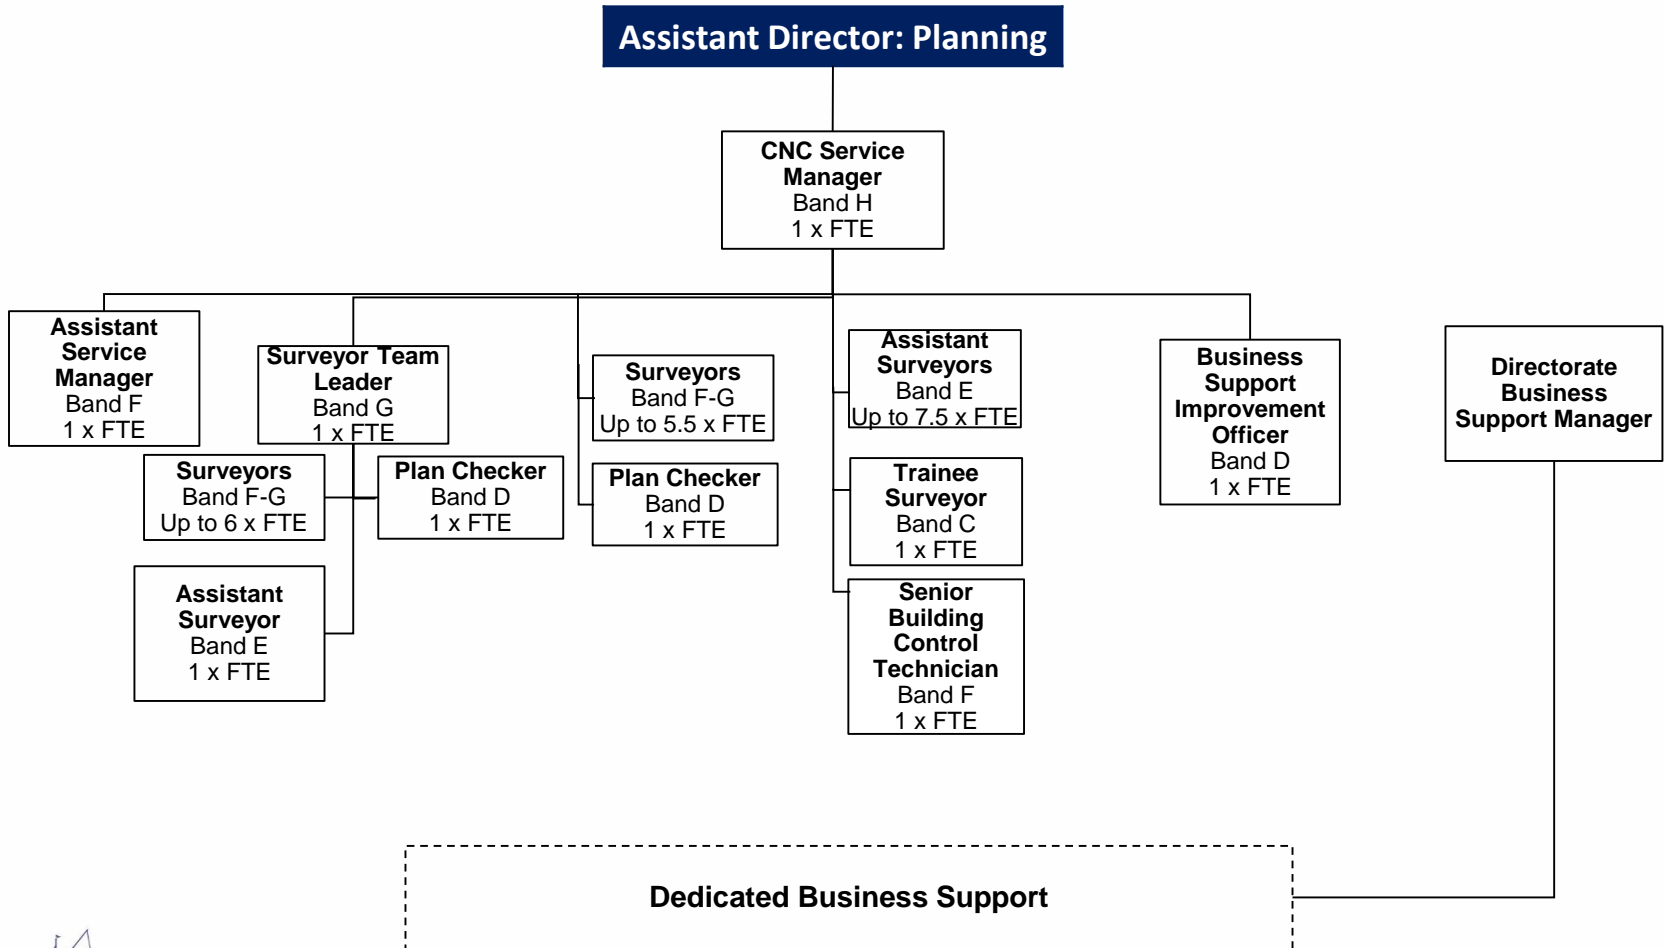 Assistant Director: Planning
CNC Service
Manager
Band H
1 x FTE
Assistant
Service
Manager
Band F
1 x FTE
Surveyor Team
Leader
Band G
1 x FTE
Surveyors
Band F-G
Up to 6 x FTE
Plan Checker
Band D
1 x FTE
Assistant
Surveyor
Band E
1 x FTE
Surveyors
Band F-G
Up to 5.5 x FTE
Plan Checker
Band D
1 x FTE
Assistant
Surveyors
Band E
Up to 7.5 x FTE
Trainee
Surveyor
Band C
1 x FTE
Senior
Building
Control
Technician
Band F
1 x FTE
Business
Support
Improvement
Officer
Band D
1 x FTE
Directorate
Business
Support Manager
Dedicated Business Support